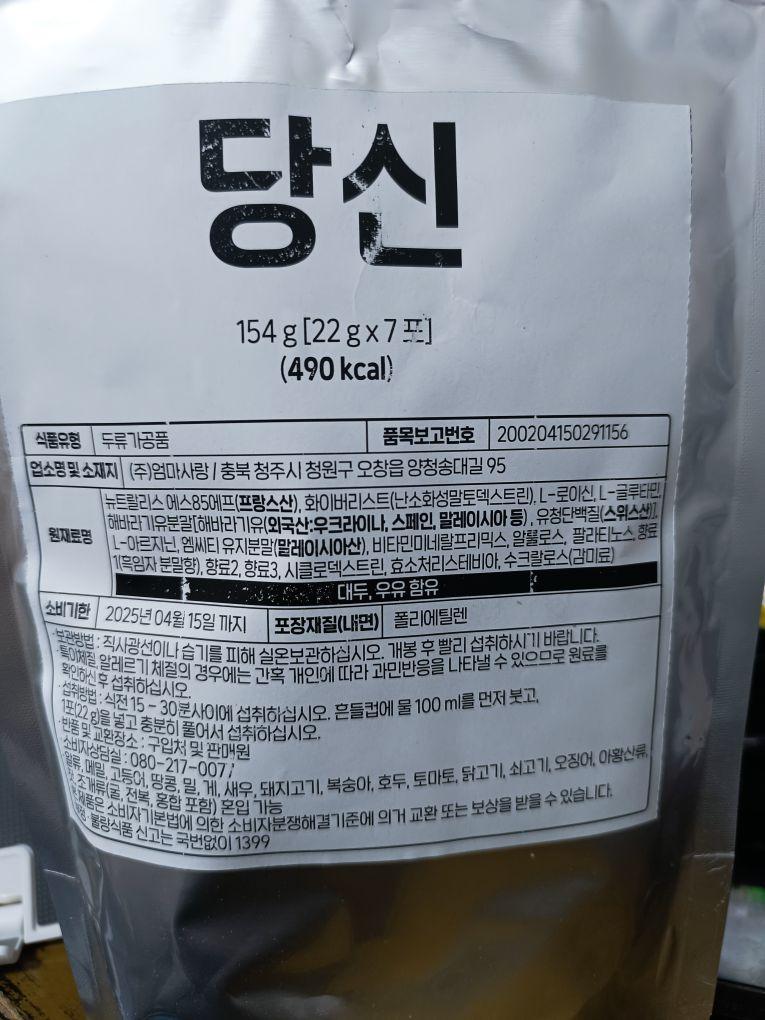 당신
154 g [22 g x 7 포]
(490 kcal)
식품유형 두류가공품 품목보고번호 200204150291156
업소명 및 소재지 (주)엄마사랑 / 충북 청주시 청원구 오창읍 양청송대길 95
원재료명
뉴트랄리스 에스85에프(프랑스산), 화이버리스트(난소화성말토덱스트린), L-로이신, L-글루타민,
해바라기유분말[해바라기유(외국산:우크라이나, 스페인, 말레이시아 등), 유청단백질(스위스산)],
L-아르지닌, 엠씨티 유지분말(말레이시아산), 비타민미네랄프리믹스, 알룰로스, 팔라티노스, 향료
1(흑임자 분말향), 향료2, 향료3, 시클로덱스트린, 효소처리스테비아, 수크랄로스(감미료)
대두, 우유 함유
소비기한 2025년 04월 15일 까지 포장재질(내면) 폴리에틸렌
·보관방법 : 직사광선이나 습기를 피해 실온보관하십시오. 개봉 후 빨리 섭취하시기 바랍니다.
·특이체질 알레르기 체질의 경우에는 간혹 개인에 따라 과민반응을 나타낼 수 있으므로 원료를
확인하신 후 섭취하십시오.
·섭취방법 : 식전 15 - 30분사이에 섭취하십시오. 흔들컵에 물 100 ml를 먼저 붓고,
1포(22 g)을 넣고 충분히 풀어서 섭취하십시오.
·반품 및 교환장소 : 구입처 및 판매원
·소비자상담실 : 080-217-007
알류, 메밀, 고등어, 땅콩, 밀, 게, 새우, 돼지고기, 복숭아, 호두, 토마토, 닭고기, 쇠고기, 오징어, 아황산류,
잣, 조개류(굴, 전복, 홍합 포함) 혼입 가능
본 제품은 소비자기본법에 의한 소비자분쟁해결기준에 의거 교환 또는 보상을 받을 수 있습니다.
불량식품 신고는 국번없이 1399